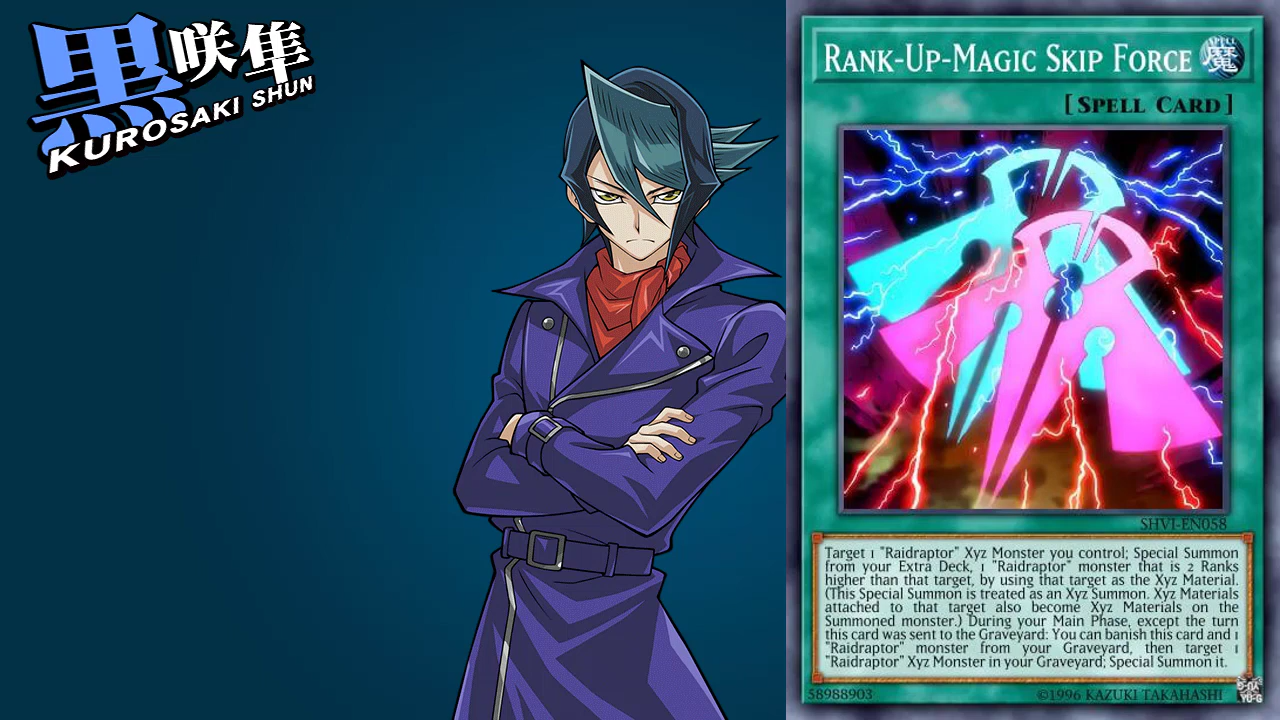 黒咲隼
KUROSAKI SHUN
RANK-UP-MAGIC SKIP FORCE
SPELL
魔
[SPELL CARD]
SHVI-EN058
Target 1 "Raidraptor" Xyz Monster you control; Special Summon
from your Extra Deck, 1 "Raidraptor" monster that is 2 Ranks
higher than that target, by using that target as the Xyz Material.
(This Special Summon is treated as an Xyz Summon. Xyz Materials
attached to that target also become Xyz Materials on the
Summoned monster.) During your Main Phase, except the turn
this card was sent to the Graveyard: You can banish this card and 1
"Raidraptor" monster from your Graveyard, then target 1
"Raidraptor" Xyz Monster in your Graveyard; Special Summon it.
58988903
©1996 KAZUKI TAKAHASHI